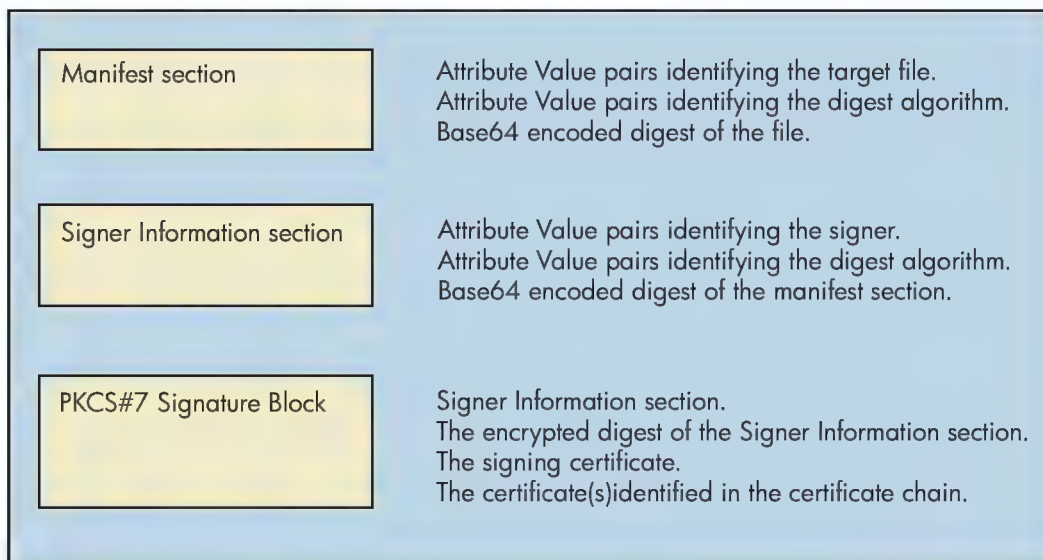 Manifest section
Attribute Value pairs identifying the target file.
Attribute Value pairs identifying the digest algorithm.
Base64 encoded digest of the file.
Signer Information section
Attribute Value pairs identifying the signer.
Attribute Value pairs identifying the digest algorithm.
Base64 encoded digest of the manifest section.
PKCS#7 Signature Block
Signer Information section.
The encrypted digest of the Signer Information section.
The signing certificate.
The certificate(s)identified in the certificate chain.